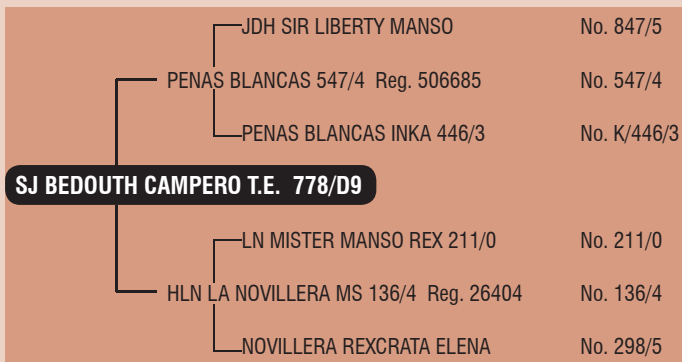 JDH SIR LIBERTY MANSO No. 847/5
PENAS BLANCAS 547/4 Reg. 506685 No. 547/4
PENAS BLANCAS INKA 446/3 No. K/446/3
SJ BEDOUTH CAMPERO T.E. 778/D9
LN MISTER MANSO REX 211/0 No. 211/0
HLN LA NOVILLERA MS 136/4 Reg. 26404 No. 136/4
NOVILLERA REXCRATA ELENA No. 298/5